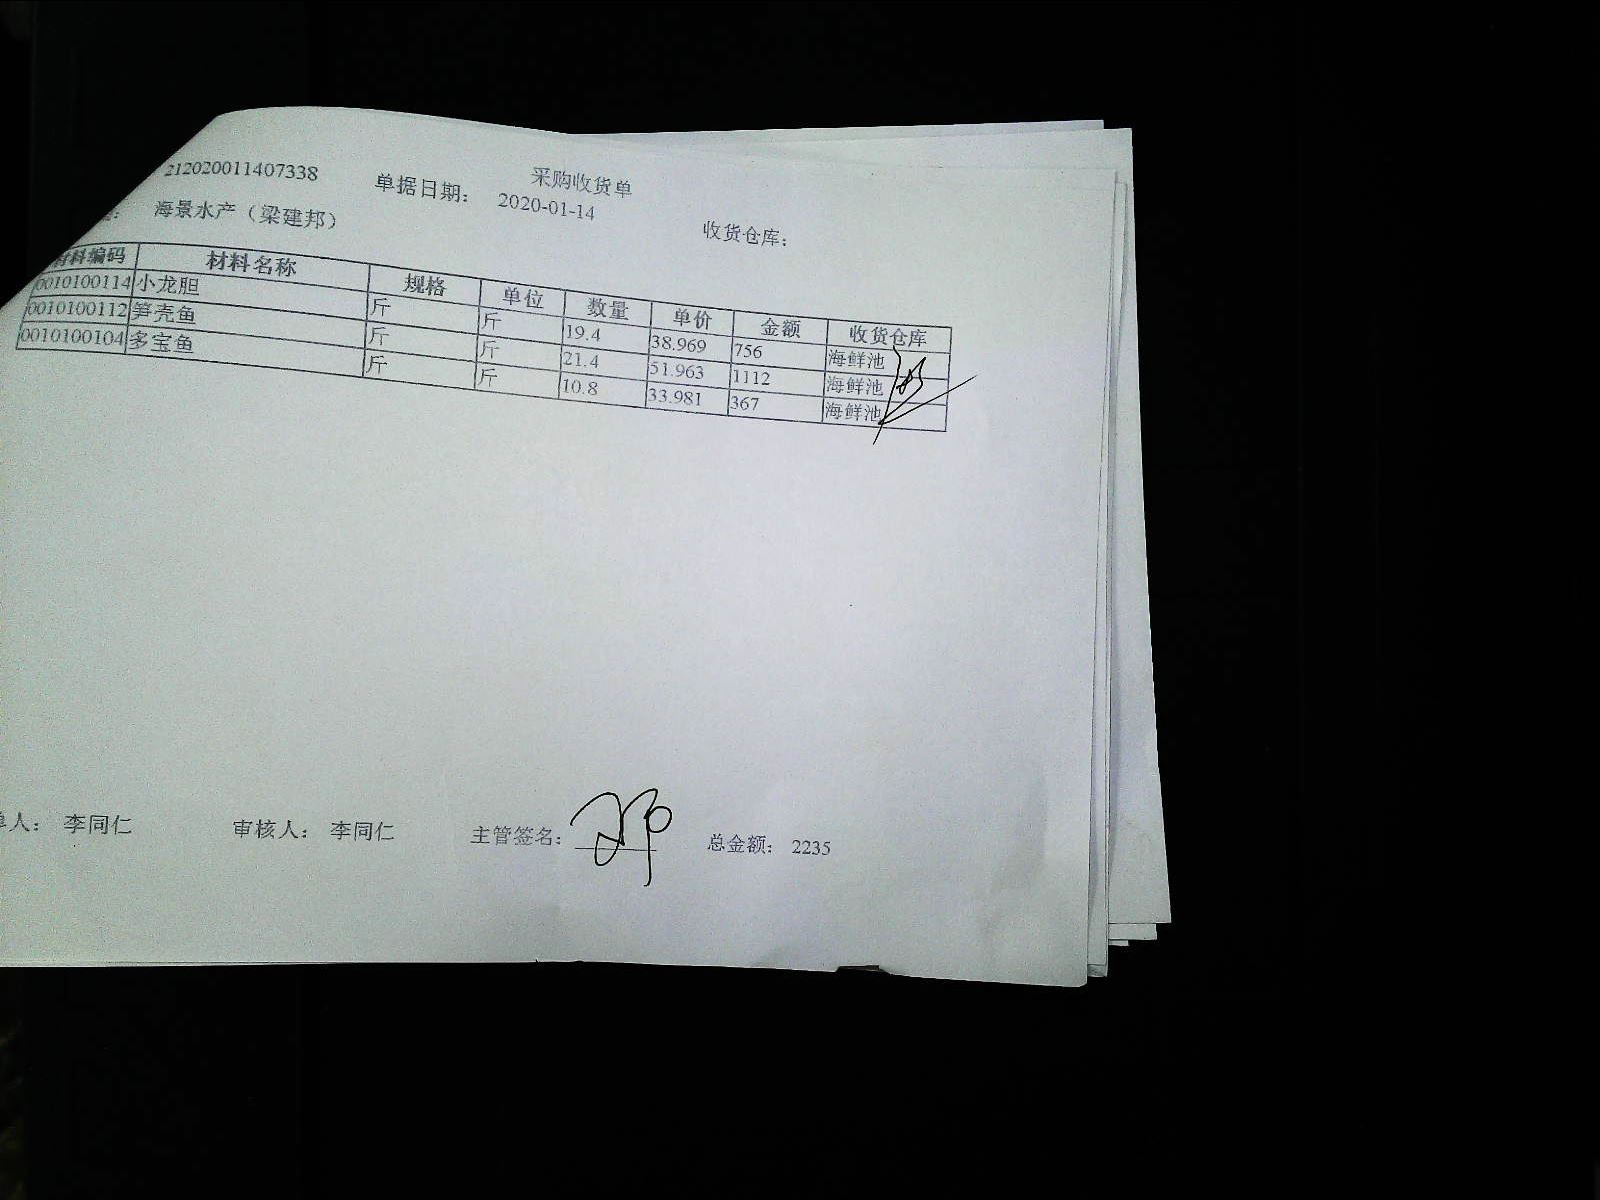 采购收货单
212020011407338 单据日期： 2020-01-14 收货仓库：
海景水产（梁建邦）
材料编码 材料名称 规格 单位 数量 单价 金额 收货仓库
0010100114 小龙胆 斤 斤 19.4 38.969 756 海鲜池
0010100112 笋壳鱼 斤 斤 21.4 51.963 1112 海鲜池
0010100104 多宝鱼 斤 斤 10.8 33.981 367 海鲜池
单人： 李同仁 审核人： 李同仁 主管签名： 总金额： 2235